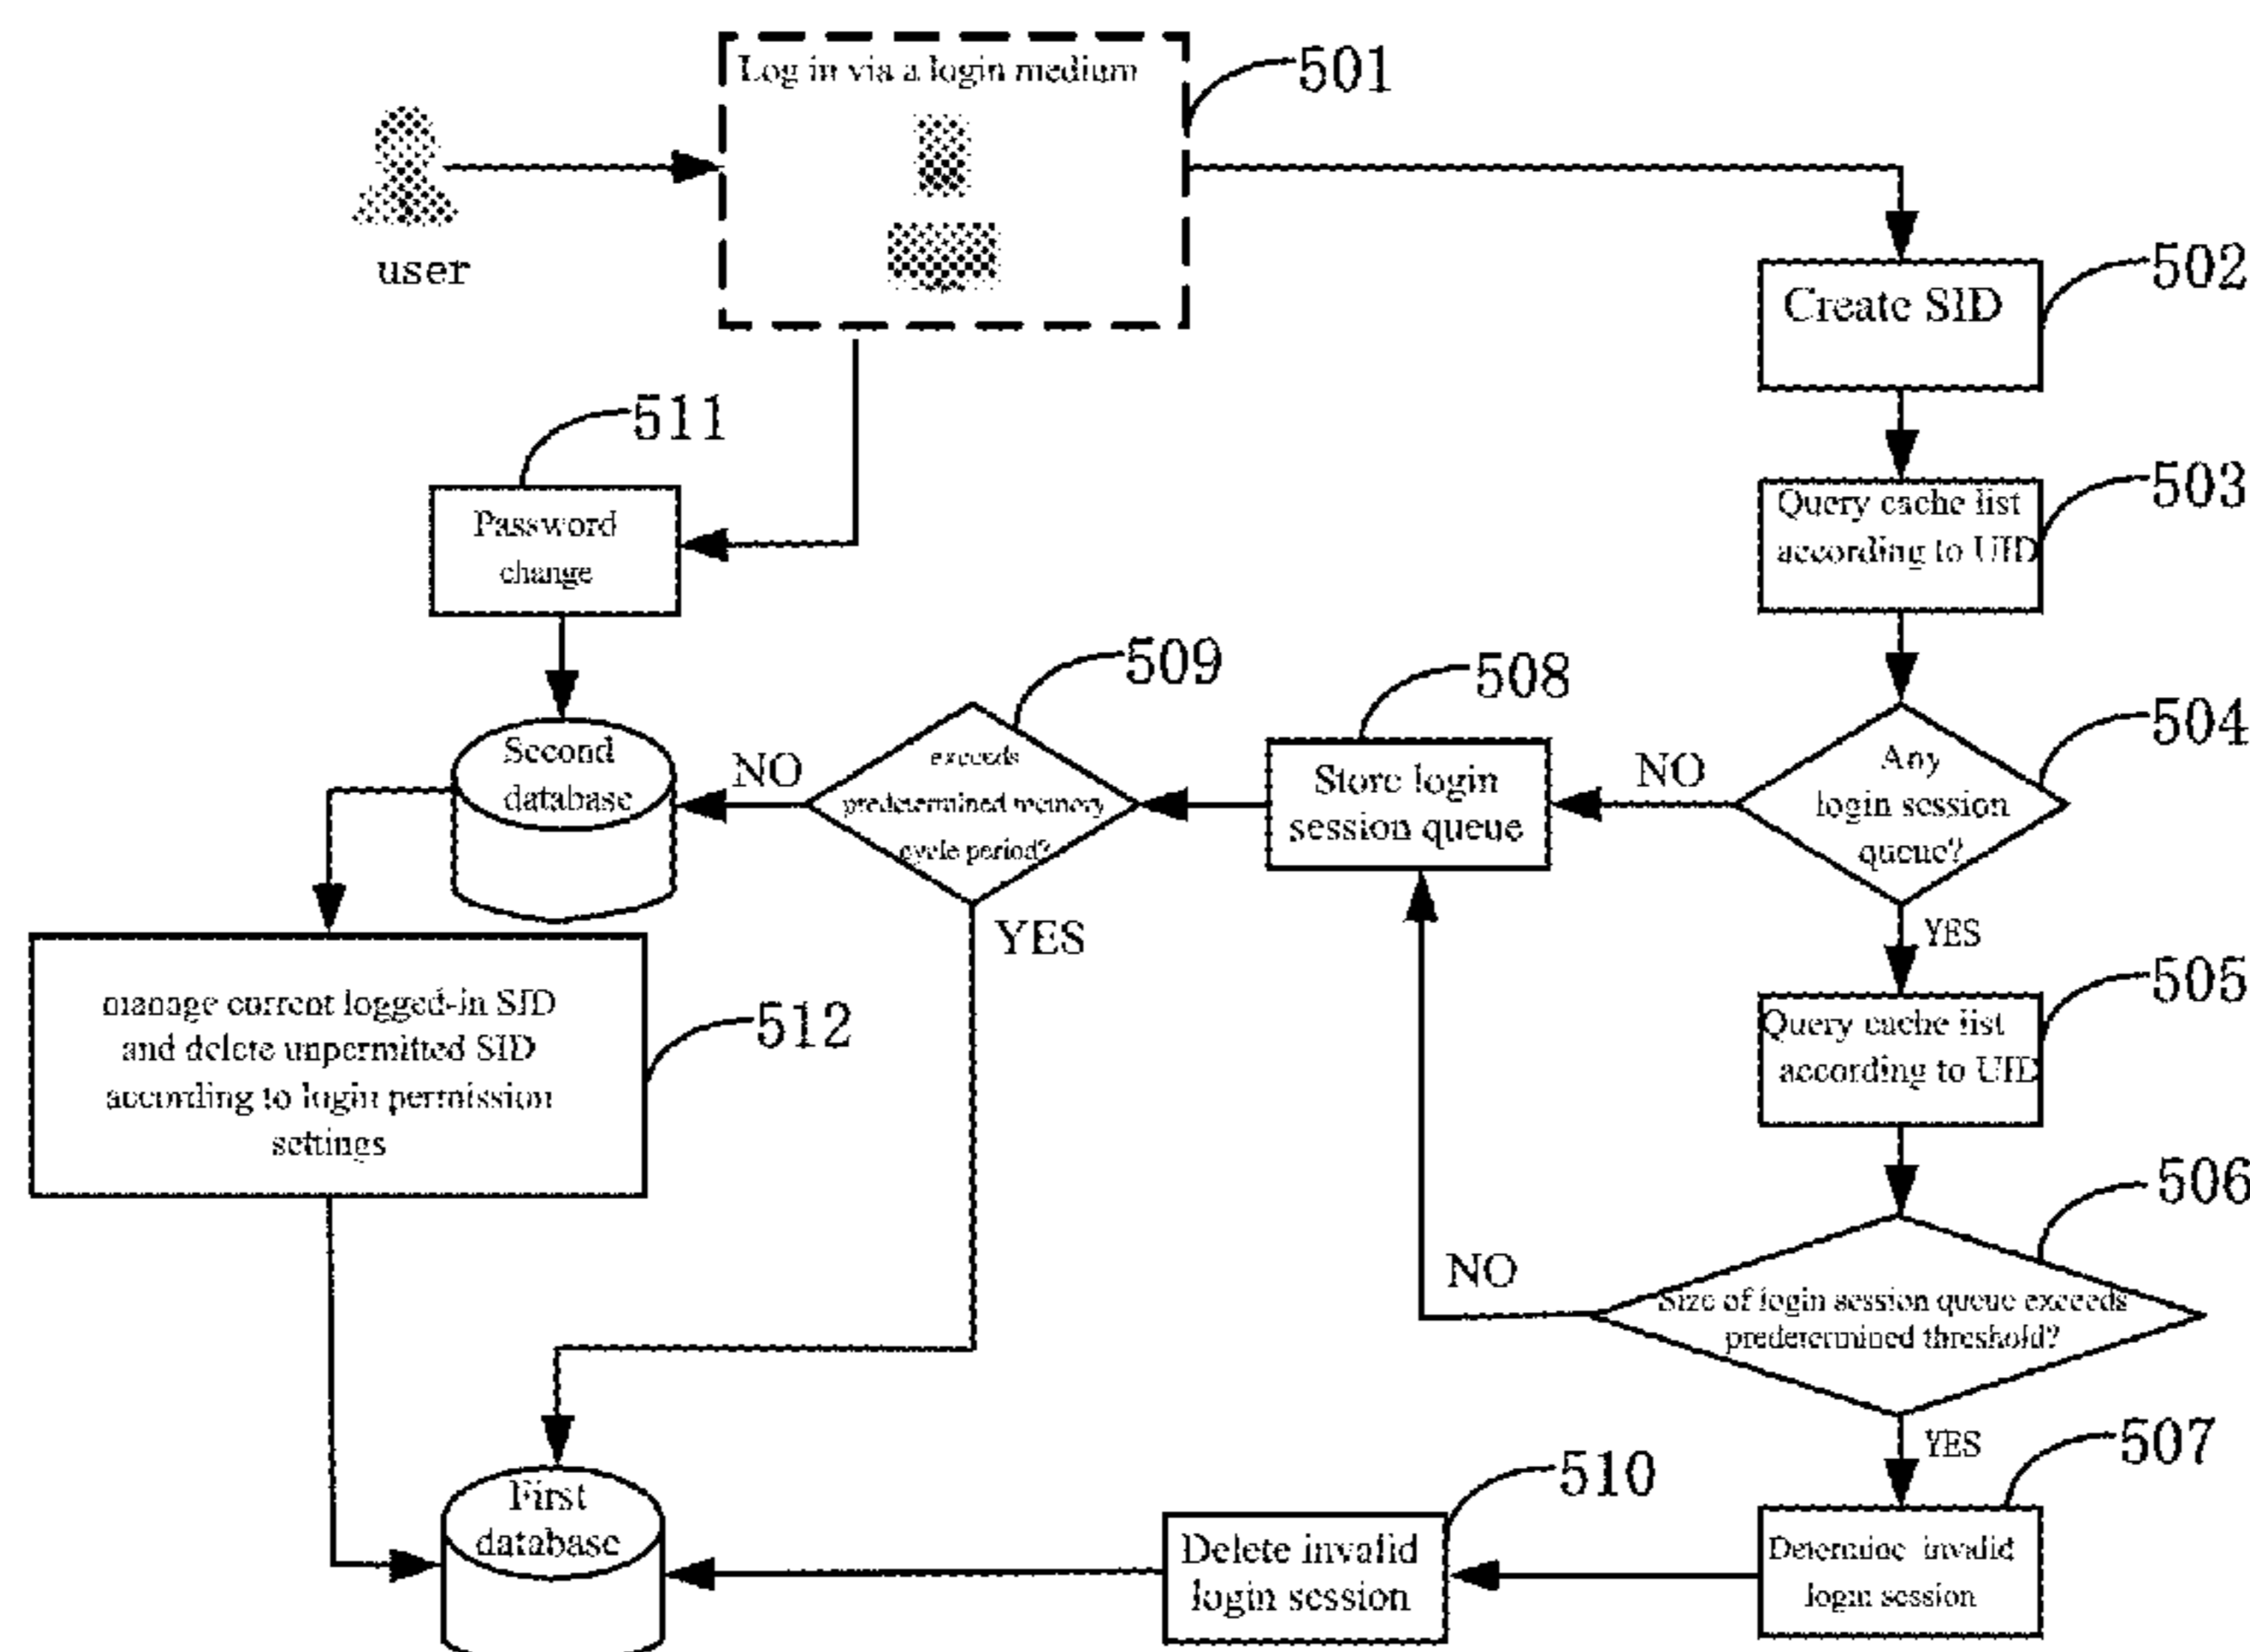 Log in via a login medium
501
user
Create SID
502
511
Password
change
Query cache list
according to UID
503
509
508
504
Second
database
NO
exceeds
predetermined memory
cycle period?
Store login
session queue
NO
Any
login session
queue?
YES
YES
manage current logged-in SID
and delete unpermitted SID
according to login permission
settings
512
Query cache list
according to UID
505
506
NO
Size of login session queue exceeds
predetermined threshold?
YES
507
First
database
510
Delete invalid
login session
Determine invalid
login session